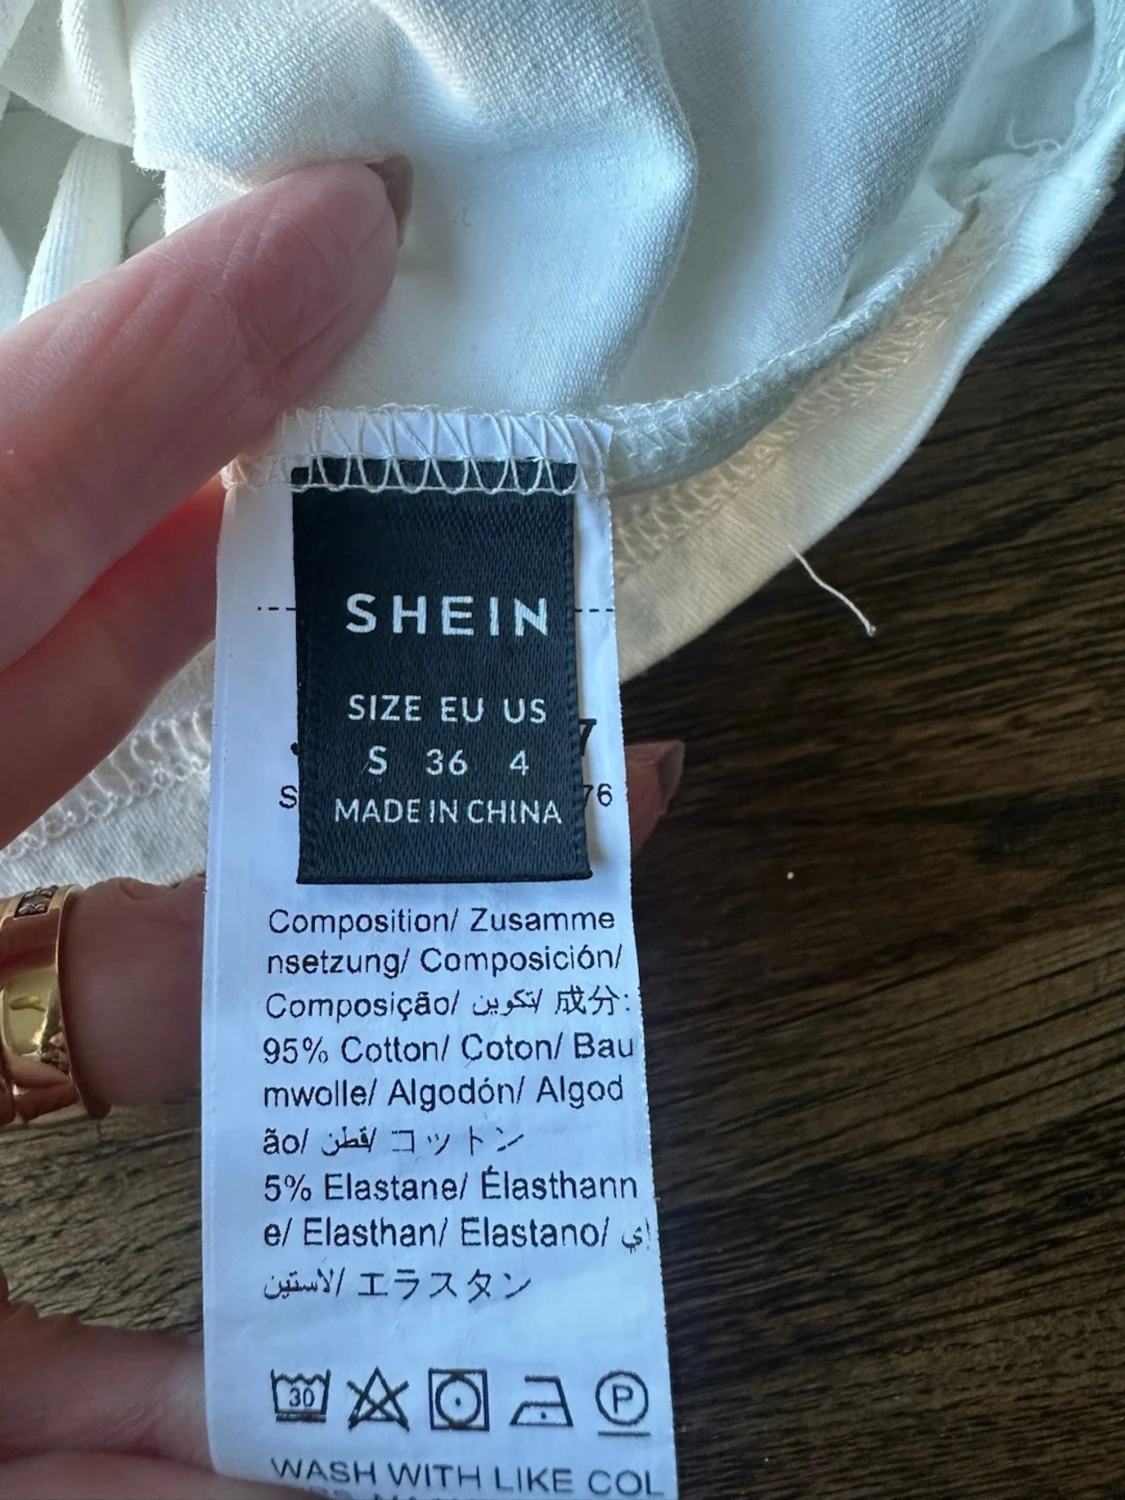 SHEIN
SIZE EU US
S 36 4
MADE IN CHINA
7
S 76
Composition/ Zusamme
nsetzung/ Composición/
Composição/ تكوين/ 成分:
95% Cotton/ Coton/ Bau
mwolle/ Algodón/ Algod
ão/ قطن/ コットン
5% Elastane/ Élasthann
e/ Elasthan/ Elastano/ إي
لاستين/ エラスタン
30
P
WASH WITH LIKE COL